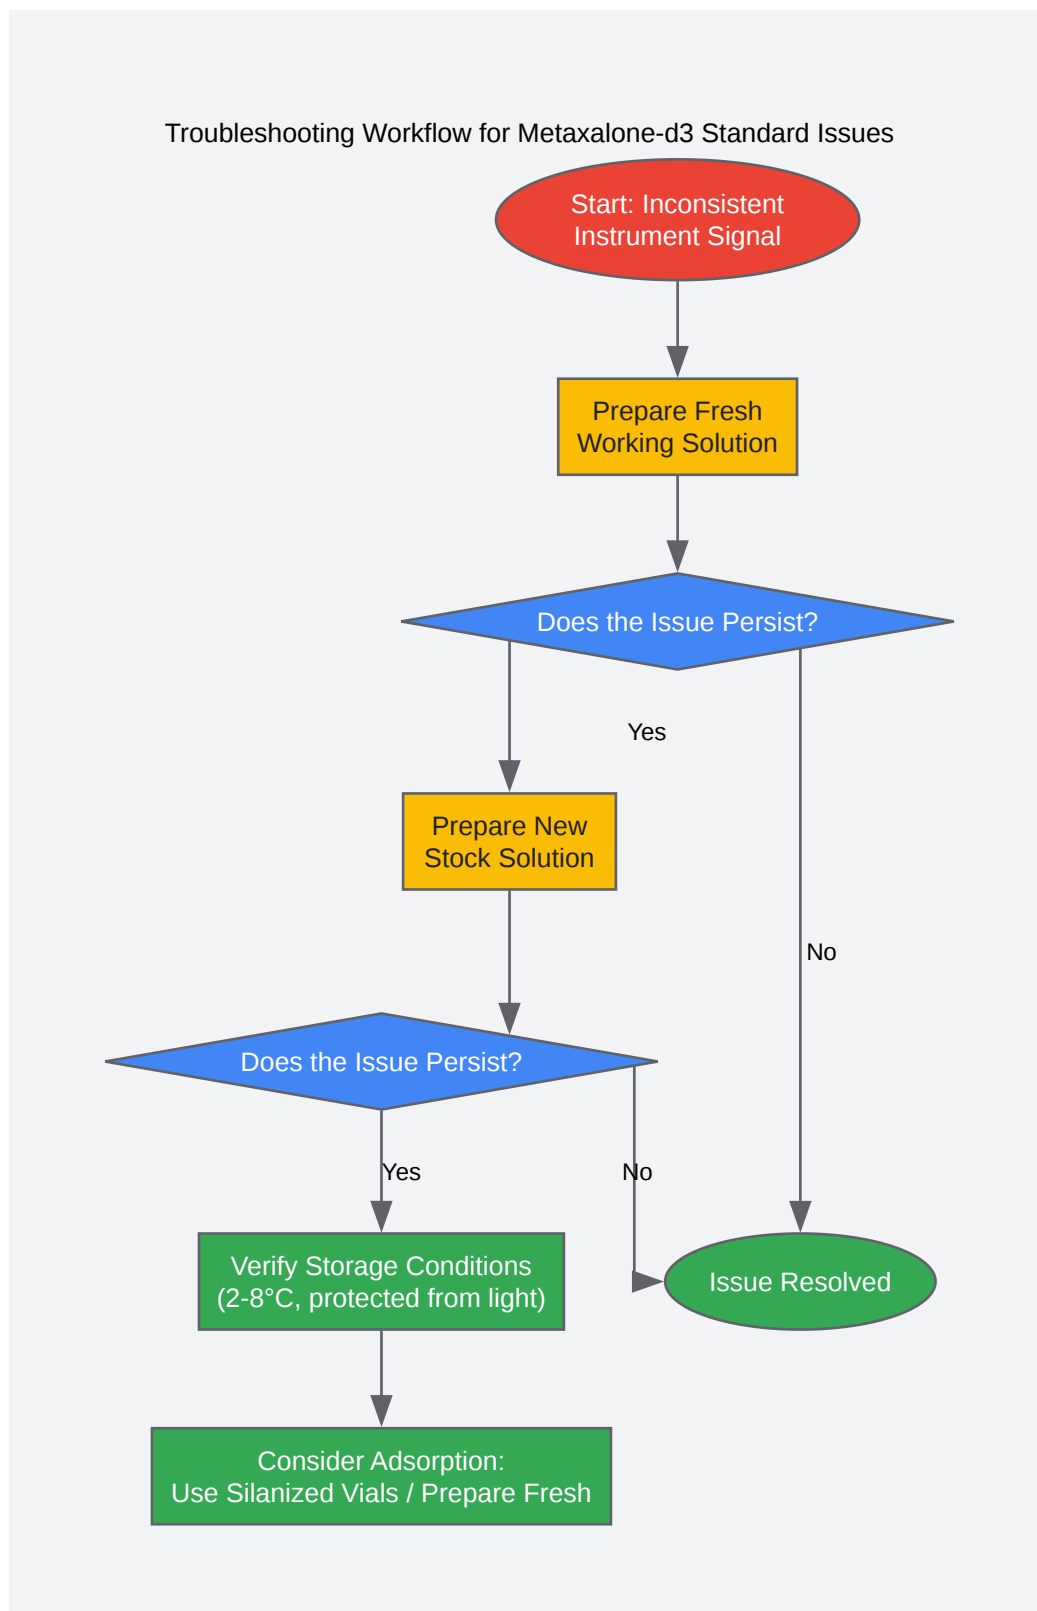 Troubleshooting Workflow for Metaxalone-d3 Standard Issues
Start: Inconsistent
Instrument Signal
Prepare Fresh
Working Solution
Does the Issue Persist?
Yes
Prepare New
Stock Solution
No
Does the Issue Persist?
Yes
No
Verify Storage Conditions
(2-8°C, protected from light)
Issue Resolved
Consider Adsorption:
Use Silanized Vials / Prepare Fresh